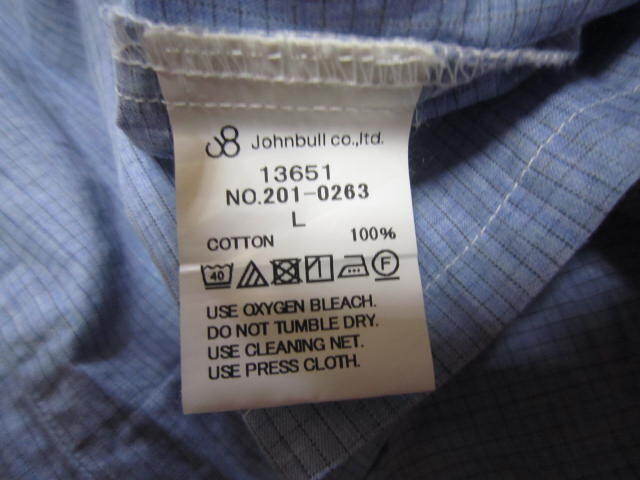 JB Johnbull co.,ltd.
13651
NO.201-0263
L
COTTON 100%
40 F
USE OXYGEN BLEACH.
DO NOT TUMBLE DRY.
USE CLEANING NET.
USE PRESS CLOTH.